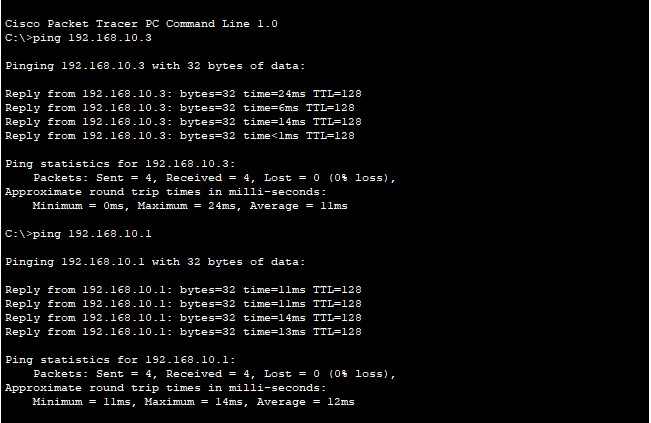 Cisco Packet Tracer PC Command Line 1.0
C:\>ping 192.168.10.3
Pinging 192.168.10.3 with 32 bytes of data:
Reply from 192.168.10.3: bytes=32 time=24ms TTL=128
Reply from 192.168.10.3: bytes=32 time=6ms TTL=128
Reply from 192.168.10.3: bytes=32 time=14ms TTL=128
Reply from 192.168.10.3: bytes=32 time<1ms TTL=128
Ping statistics for 192.168.10.3:
Packets: Sent = 4, Received = 4, Lost = 0 (0% loss),
Approximate round trip times in milli-seconds:
Minimum = 0ms, Maximum = 24ms, Average = 11ms
C:\>ping 192.168.10.1
Pinging 192.168.10.1 with 32 bytes of data:
Reply from 192.168.10.1: bytes=32 time=11ms TTL=128
Reply from 192.168.10.1: bytes=32 time=11ms TTL=128
Reply from 192.168.10.1: bytes=32 time=14ms TTL=128
Reply from 192.168.10.1: bytes=32 time=13ms TTL=128
Ping statistics for 192.168.10.1:
Packets: Sent = 4, Received = 4, Lost = 0 (0% loss),
Approximate round trip times in milli-seconds:
Minimum = 11ms, Maximum = 14ms, Average = 12ms